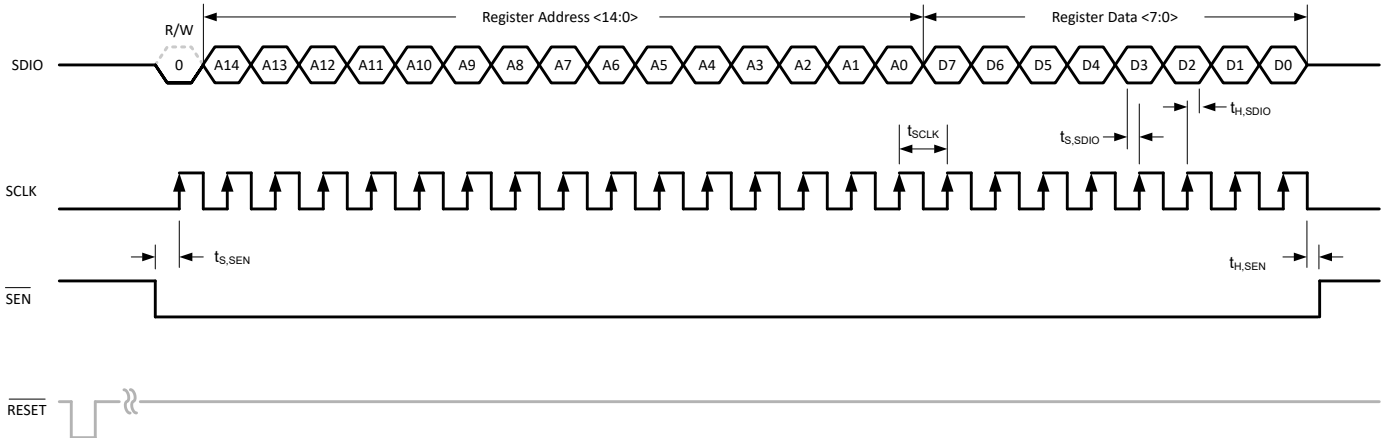 Register Address <14:0>
Register Data <7:0>
R/W
SDIO
0 A14 A13 A12 A11 A10 A9 A8 A7 A6 A5 A4 A3 A2 A1 A0 D7 D6 D5 D4 D3 D2 D1 D0
tSCLK
tS,SDIO
tH,SDIO
SCLK
tS,SEN
tH,SEN
SEN
RESET